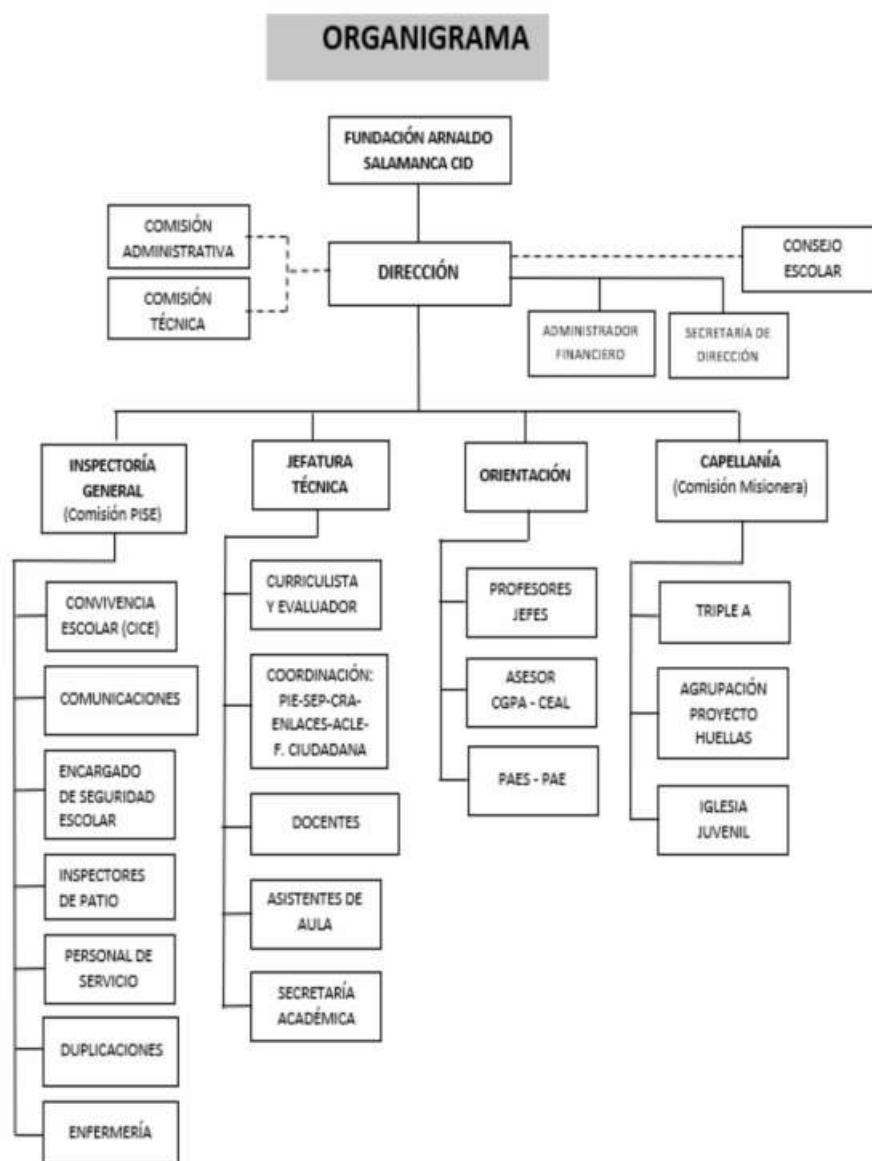 ORGANIGRAMA
FUNDACIÓN ARNALDO
SALAMANCA CID
COMISIÓN
ADMINISTRATIVA
DIRECCIÓN
CONSEJO
ESCOLAR
COMISIÓN
TÉCNICA
ADMINISTRADOR
FINANCIERO
SECRETARÍA DE
DIRECCIÓN
INSPECTORÍA
GENERAL
(Comisión PISE)
JEFATURA
TÉCNICA
ORIENTACIÓN
CAPELLANÍA
(Comisión Misionera)
CONVIVENCIA
ESCOLAR (CICE)
COMUNICACIONES
ENCARGADO
DE SEGURIDAD
ESCOLAR
INSPECTORES
DE PATIO
PERSONAL DE
SERVICIO
DUPLICACIONES
ENFERMERÍA
CURRICULISTA
Y EVALUADOR
COORDINACIÓN:
PIE-SEP-CRA-
ENLACES-ACLE-
F. CIUDADANA
DOCENTES
ASISTENTES DE
AULA
SECRETARÍA
ACADÉMICA
PROFESORES
JEFES
ASESOR
CGPA - CEAL
PAES - PAE
TRIPLE A
AGRUPACIÓN
PROYECTO
HUELLAS
IGLESIA
JUVENIL